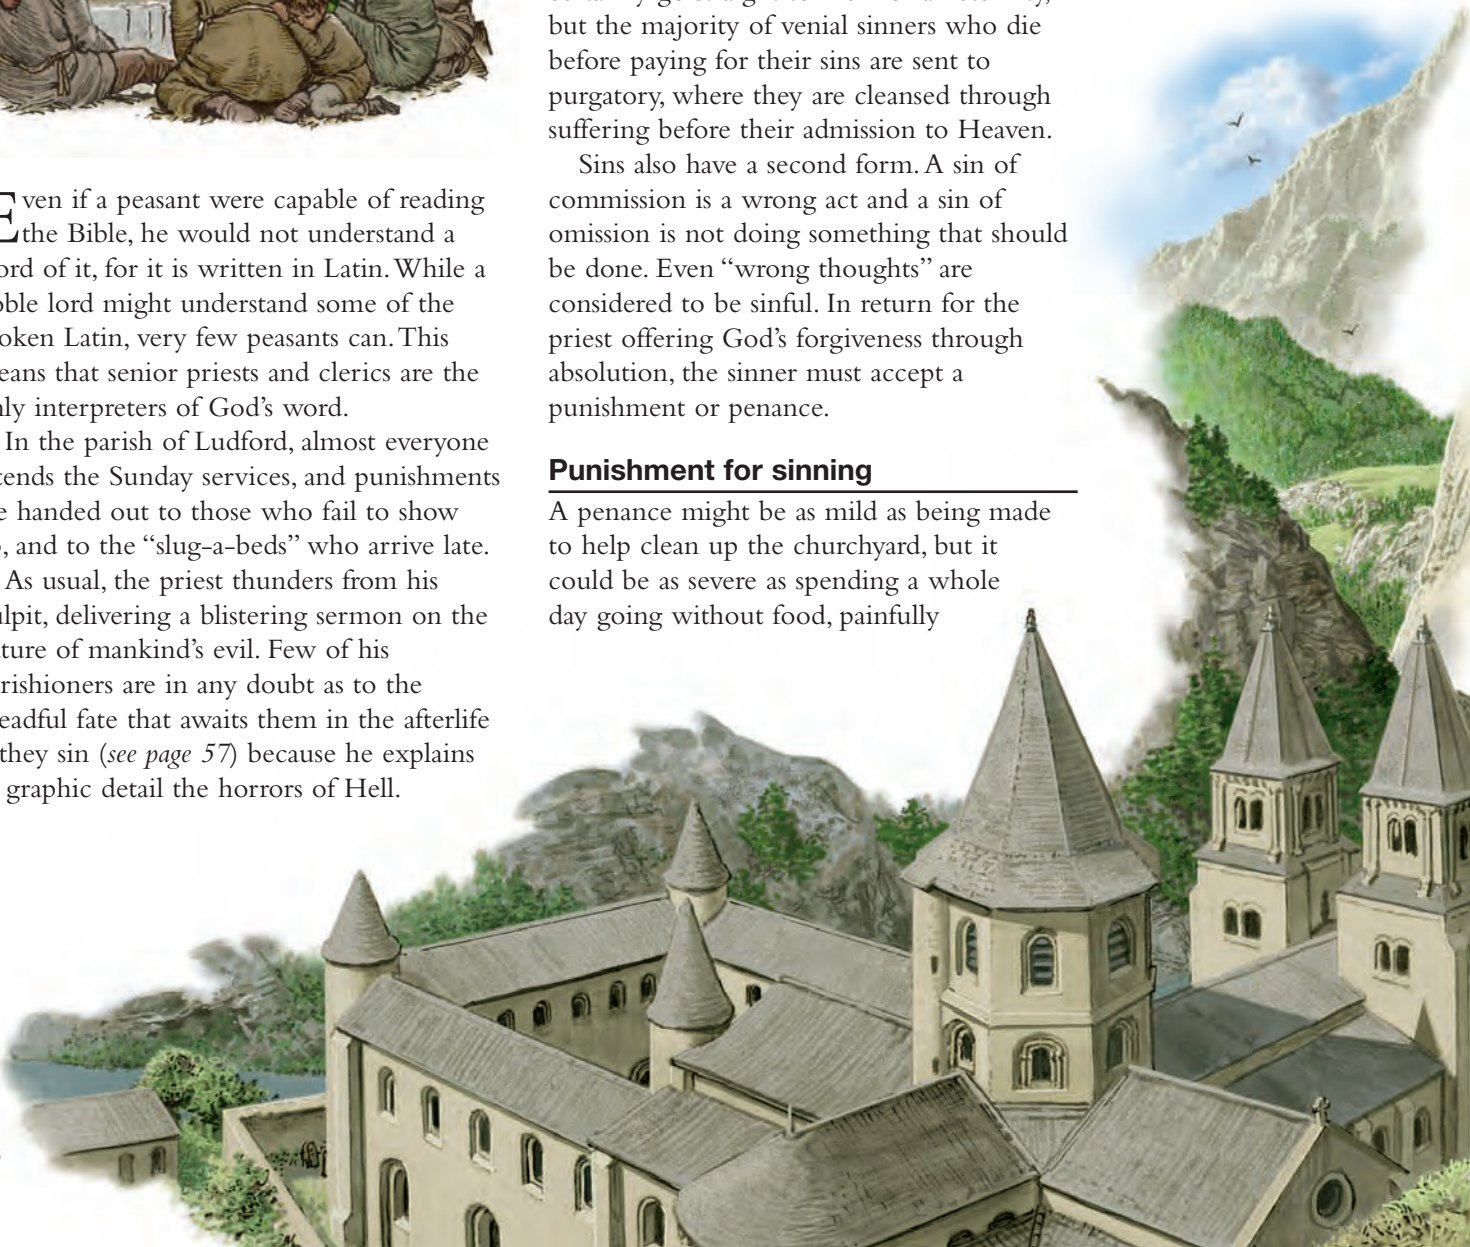 Even if a peasant were capable of reading
the Bible, he would not understand a
of it, for it is written in Latin. While a
lord might understand some of the
Latin, very few peasants can. This
that senior priests and clerics are the
interpreters of God's word.
In the parish of Ludford, almost everyone
the Sunday services, and punishments
handed out to those who fail to show
and to the “slug-a-beds” who arrive late.
As usual, the priest thunders from his
delivering a blistering sermon on the
of mankind's evil. Few of his
are in any doubt as to the
fate that awaits them in the afterlife
they sin (see page 57) because he explains
graphic detail the horrors of Hell.
but the majority of venial sinners who die
before paying for their sins are sent to
purgatory, where they are cleansed through
suffering before their admission to Heaven.
Sins also have a second form. A sin of
commission is a wrong act and a sin of
omission is not doing something that should
be done. Even “wrong thoughts” are
considered to be sinful. In return for the
priest offering God's forgiveness through
absolution, the sinner must accept a
punishment or penance.
Punishment for sinning
A penance might be as mild as being made
to help clean up the churchyard, but it
could be as severe as spending a whole
day going without food, painfully